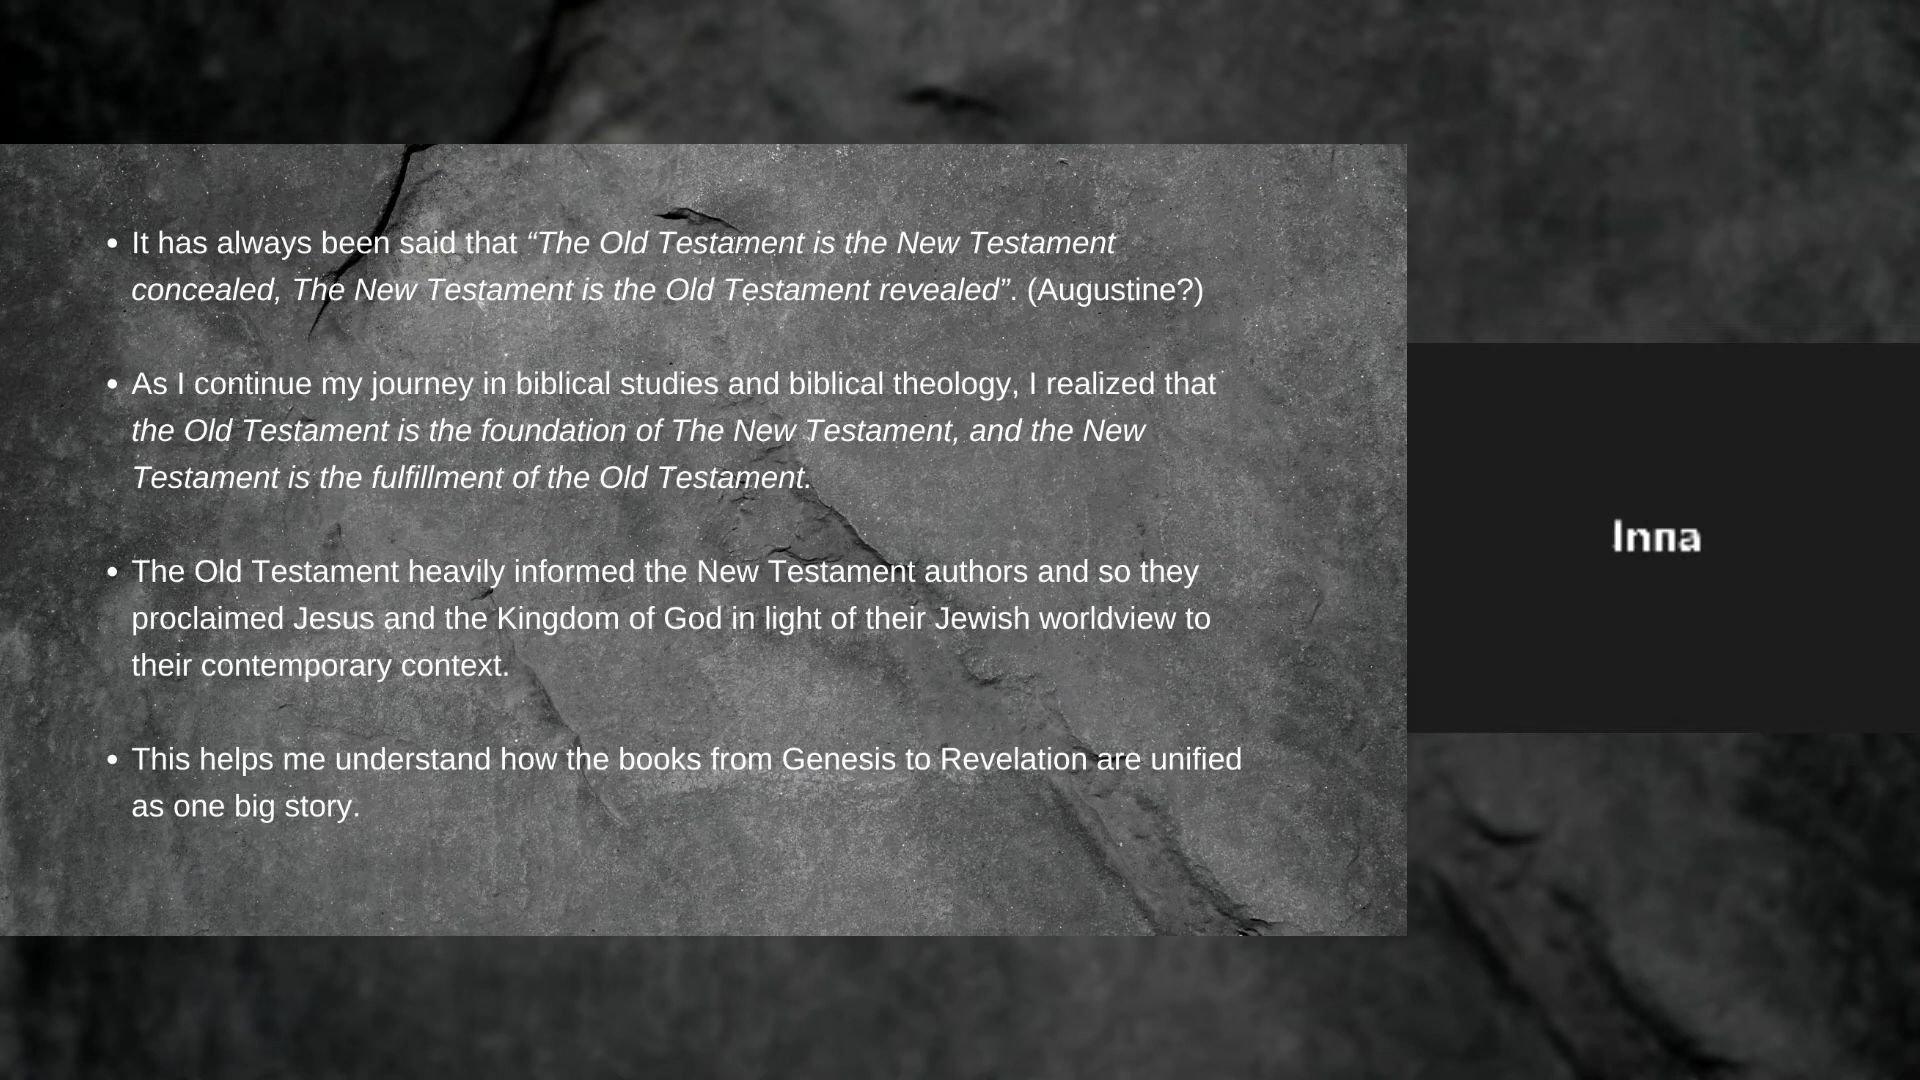 • It has always been said that “The Old Testament is the New Testament
concealed, The New Testament is the Old Testament revealed”. (Augustine?)
• As I continue my journey in biblical studies and biblical theology, I realized that
the Old Testament is the foundation of The New Testament, and the New
Testament is the fulfillment of the Old Testament.
• The Old Testament heavily informed the New Testament authors and so they
proclaimed Jesus and the Kingdom of God in light of their Jewish worldview to
their contemporary context.
• This helps me understand how the books from Genesis to Revelation are unified
as one big story.
Inna